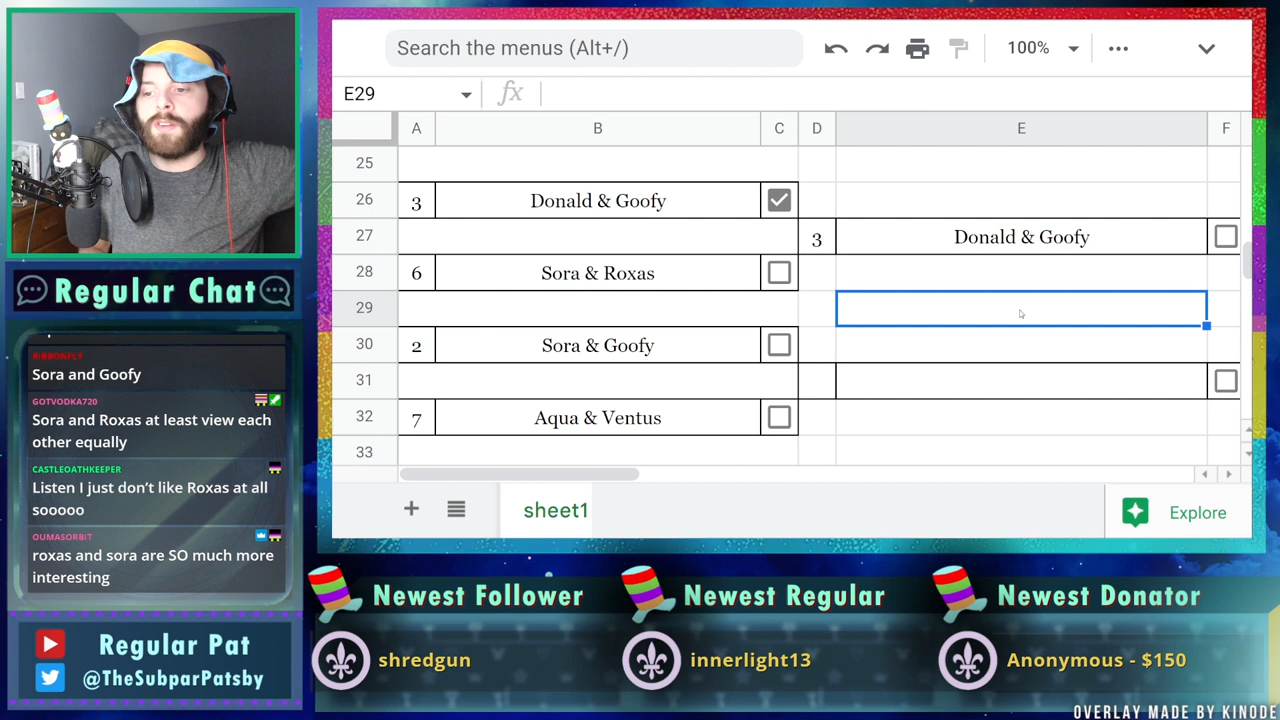 Search the menus (Alt+/)
100%
E29
fx
A B C D E F
25
26 3 Donald & Goofy
27 3 Donald & Goofy
28 6 Sora & Roxas
29
30 2 Sora & Goofy
31
32 7 Aqua & Ventus
33
+ sheet1
Explore
Regular Chat
RIBBONFLY
Sora and Goofy
GOTVODKA720
Sora and Roxas at least view each
other equally
CASTLEOATHKEEPER
Listen I just don’t like Roxas at all
sooooo
OUMASORBIT
roxas and sora are SO much more
interesting
Regular Pat
@TheSubparPatsby
Newest Follower
shredgun
Newest Regular
innerlight13
Newest Donator
Anonymous - $150
OVERLAY MADE BY KINODE